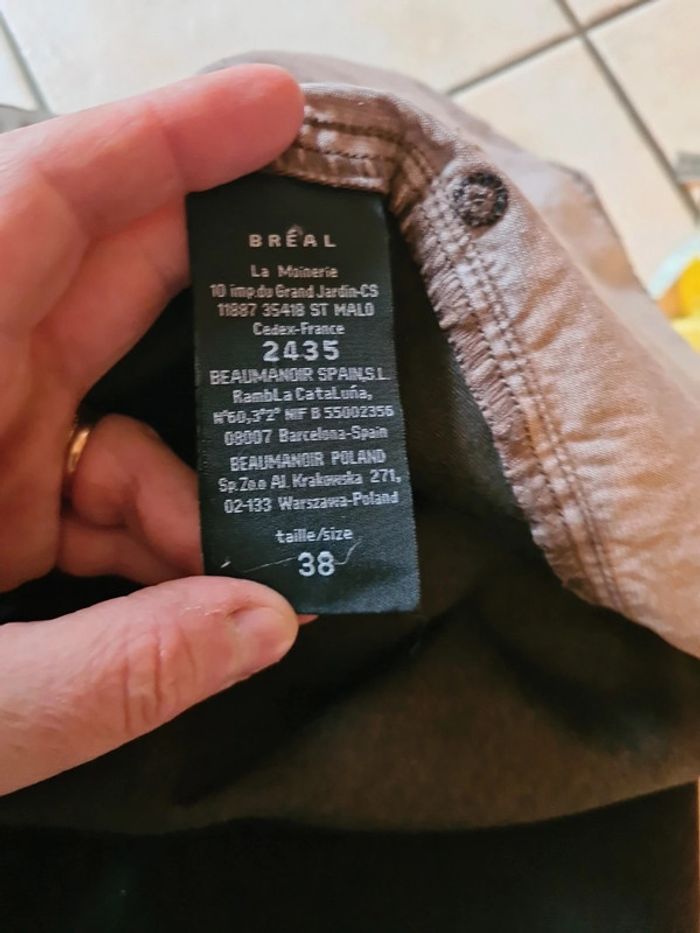 BRÉAL
La Moinerie
10 imp.du Grand Jardin-CS
11887 35418 ST MALO
Cedex-France
2435
BEAUMANOIR SPAIN,S.L
RambLa CataLuña,
N°60,3°2° NIF B 55002356
08007 Barcelona-Spain
BEAUMANOIR POLAND
Sp.Zoo Al. Krakowska 271,
02-133 Warszawa-Poland
taille/size
38